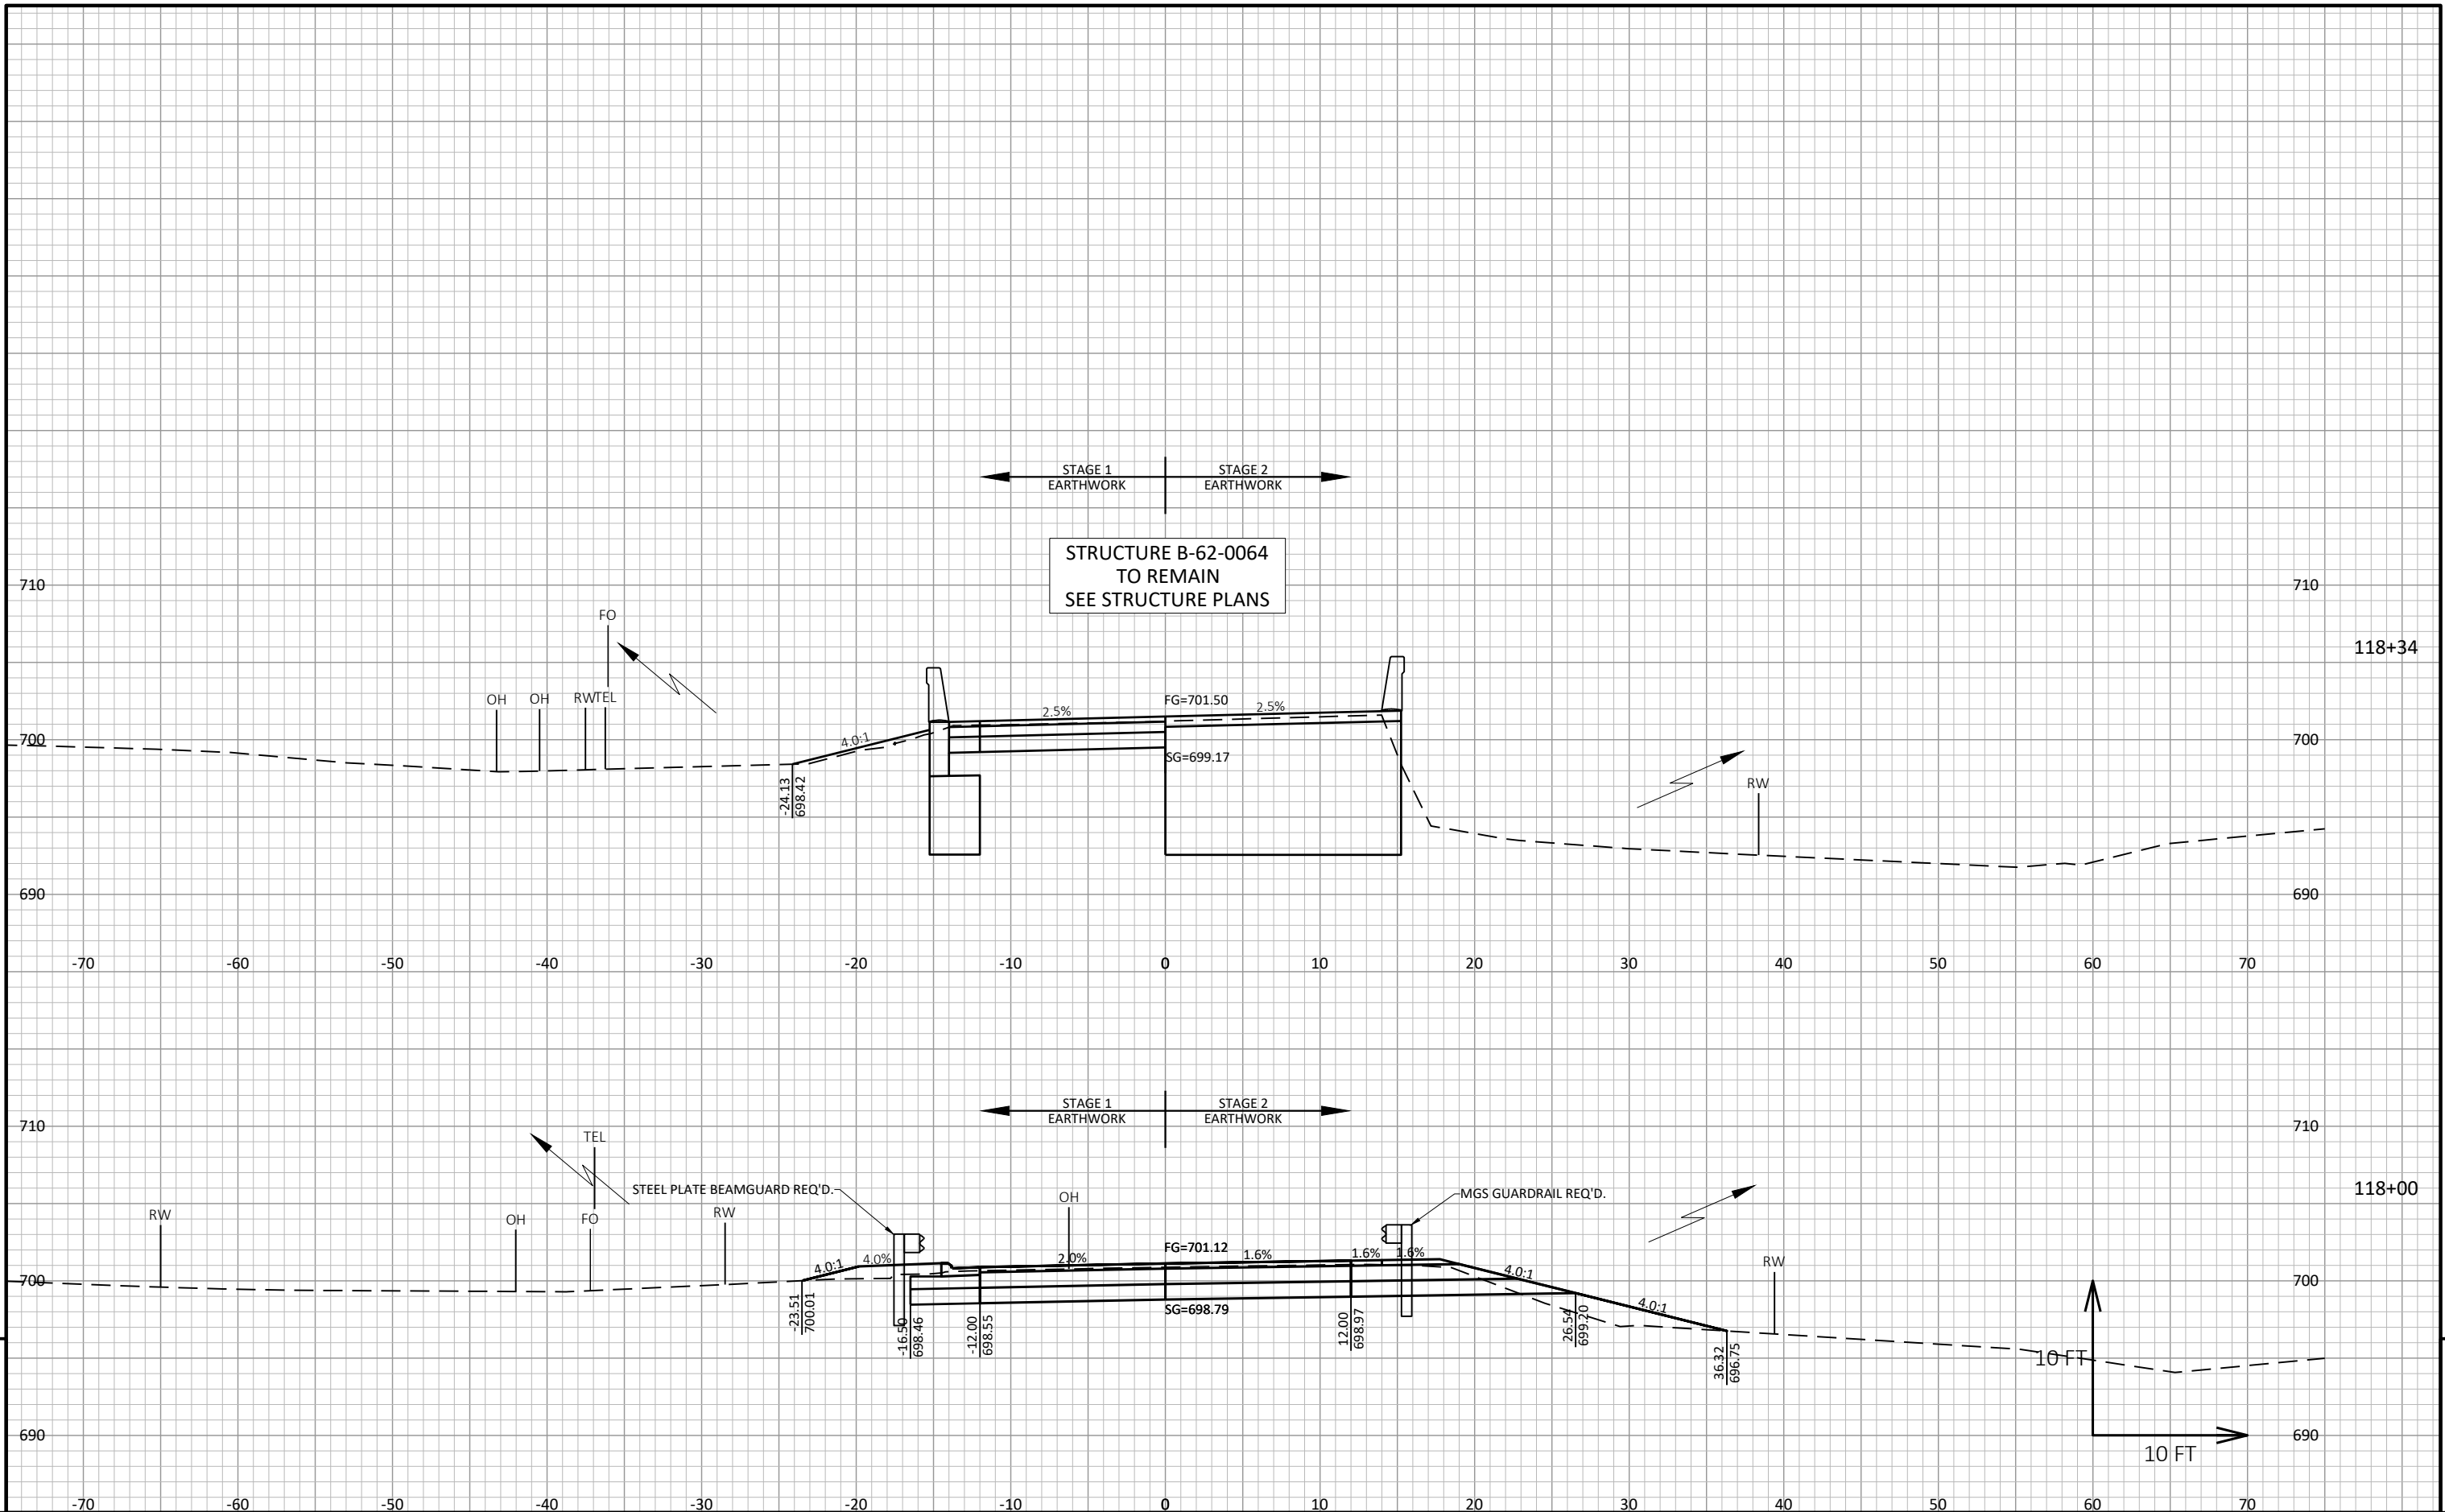 STAGE 1
EARTHWORK
STAGE 2
EARTHWORK
STRUCTURE B-62-0064
TO REMAIN
SEE STRUCTURE PLANS
710
710
FO
118+34
OH
OH
RW
TEL
FG=701.50
2.5%
2.5%
4.0:1
700
700
SG=699.17
-24.13
698.42
RW
690
690
-70
-60
-50
-40
-30
-20
-10
0
10
20
30
40
50
60
70
STAGE 1
EARTHWORK
STAGE 2
EARTHWORK
710
710
TEL
STEEL PLATE BEAMGUARD REQ'D.
OH
MGS GUARDRAIL REQ'D.
118+00
RW
OH
FO
RW
FG=701.12
4.0:1
4.0%
2.0%
1.6%
1.6%
1.6%
4.0:1
RW
700
700
SG=698.79
4.0:1
-23.51
700.01
-16.50
698.46
-12.00
698.55
12.00
698.97
26.54
699.20
36.32
696.75
10 FT
690
690
10 FT
-70
-60
-50
-40
-30
-20
-10
0
10
20
30
40
50
60
70